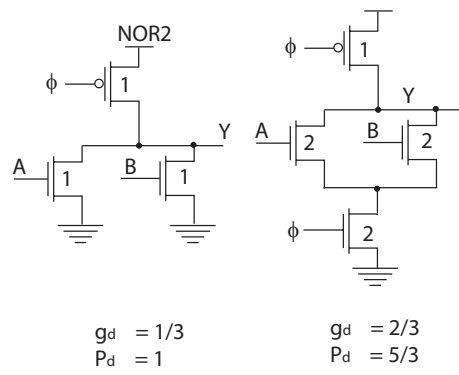 NOR2
ϕ
1
Y
A
1
B
1
gd = 1/3
Pd = 1
ϕ
1
Y
A
2
B
2
ϕ
2
gd = 2/3
Pd = 5/3